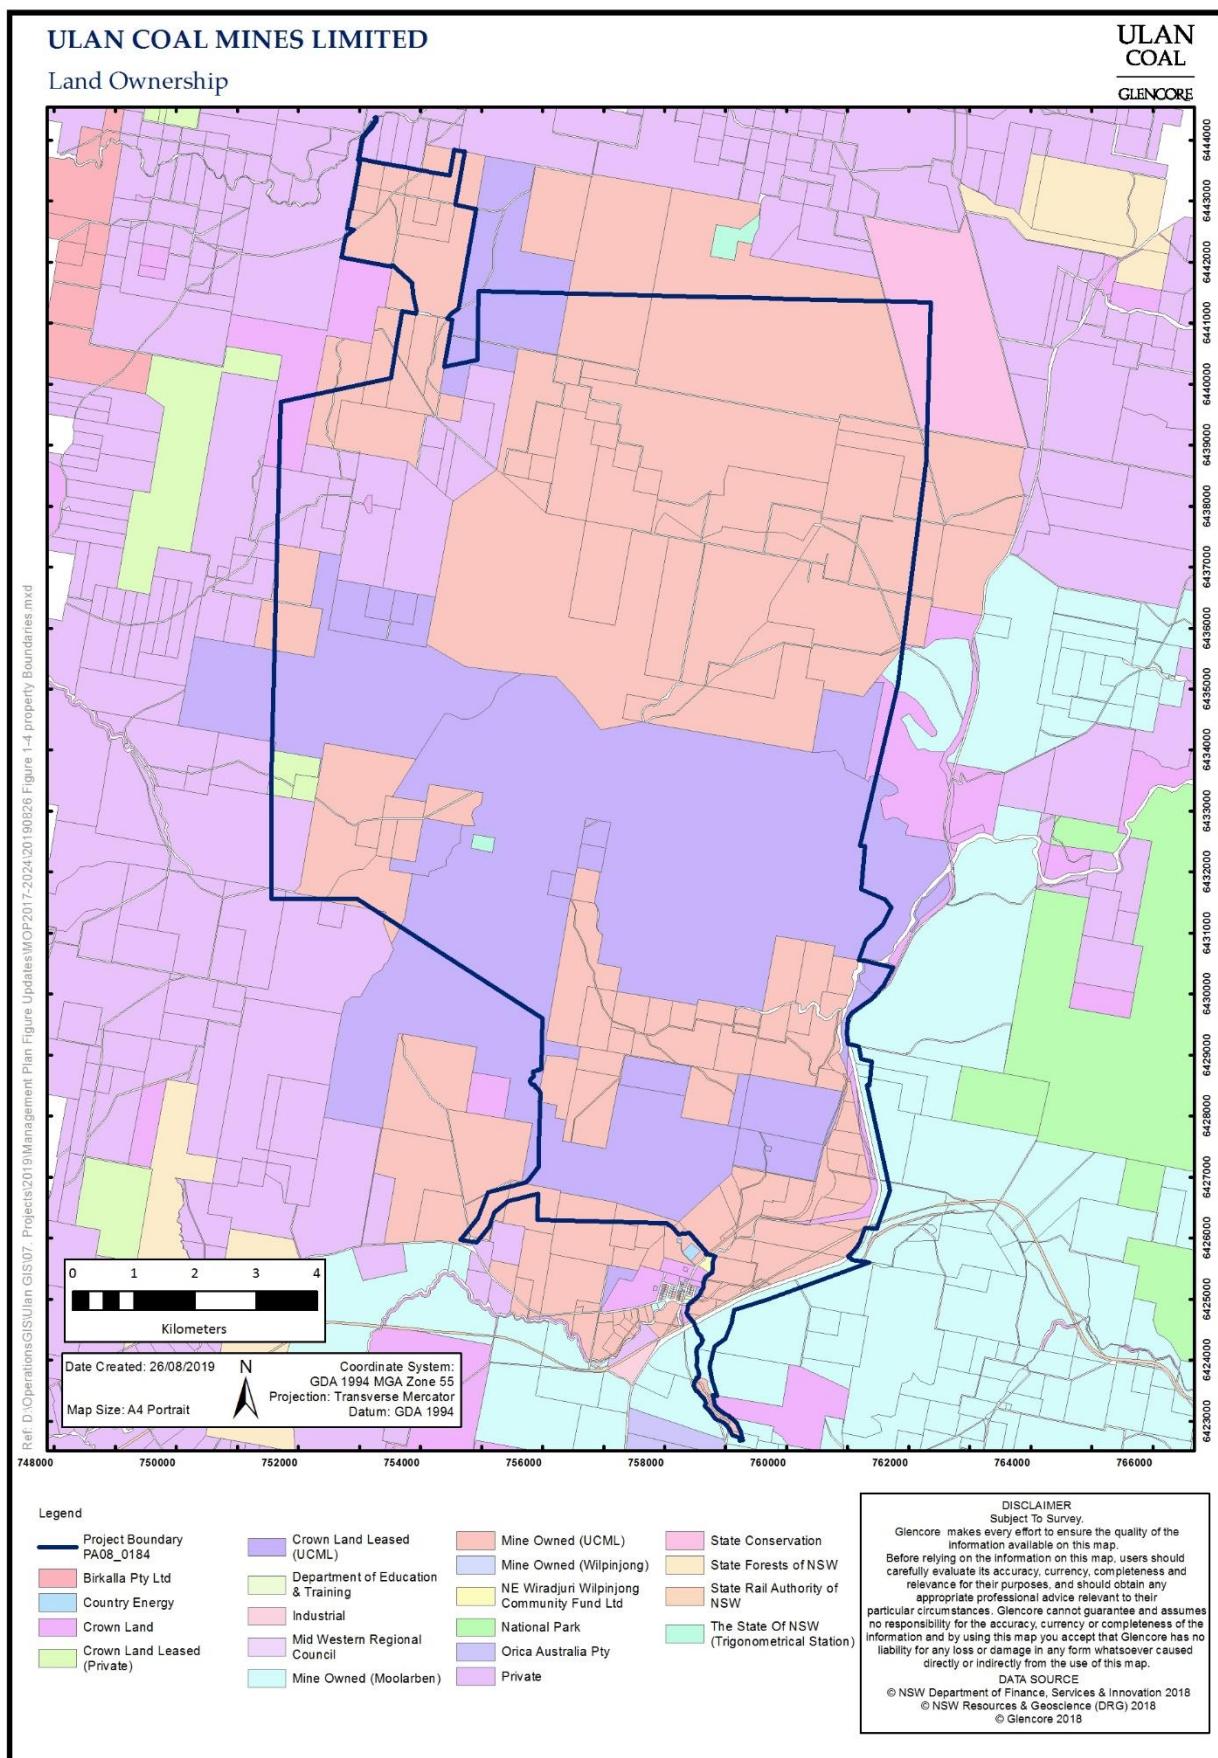 ULAN COAL MINES LIMITED
Land Ownership
ULAN
COAL
GLENCORE
6444000
6443000
6442000
6441000
6440000
6439000
6438000
6437000
6436000
6435000
6434000
6433000
6432000
6431000
6430000
6429000
6428000
6427000
6426000
6425000
6424000
6423000
Ref: D:\OperationsGIS\Ulan GIS\07. Projects\2019\Management Plan Figure Updates\MOP2017-2024\20190826 Figure 1-4 property Boundaries.mxd
0 1 2 3 4
Kilometers
Date Created: 26/08/2019
Map Size: A4 Portrait
N
Coordinate System:
GDA 1994 MGA Zone 55
Projection: Transverse Mercator
Datum: GDA 1994
748000 750000 752000 754000 756000 758000 760000 762000 764000 766000
Legend
Project Boundary
PA08_0184
Birkalla Pty Ltd
Country Energy
Crown Land
Crown Land Leased
(Private)
Crown Land Leased
(UCML)
Department of Education
& Training
Industrial
Mid Western Regional
Council
Mine Owned (Moolarben)
Mine Owned (UCML)
Mine Owned (Wilpinjong)
NE Wiradjuri Wilpinjong
Community Fund Ltd
National Park
Orica Australia Pty
Private
State Conservation
State Forests of NSW
State Rail Authority of
NSW
The State Of NSW
(Trigonometrical Station)
DISCLAIMER
Subject To Survey.
Glencore makes every effort to ensure the quality of the
information available on this map.
Before relying on the information on this map, users should
carefully evaluate its accuracy, currency, completeness and
relevance for their purposes, and should obtain any
appropriate professional advice relevant to their
particular circumstances. Glencore cannot guarantee and assumes
no responsibility for the accuracy, currency or completeness of the
information and by using this map you accept that Glencore has no
liability for any loss or damage in any form whatsoever caused
directly or indirectly from the use of this map.
DATA SOURCE
© NSW Department of Finance, Services & Innovation 2018
© NSW Resources & Geoscience (DRG) 2018
© Glencore 2018